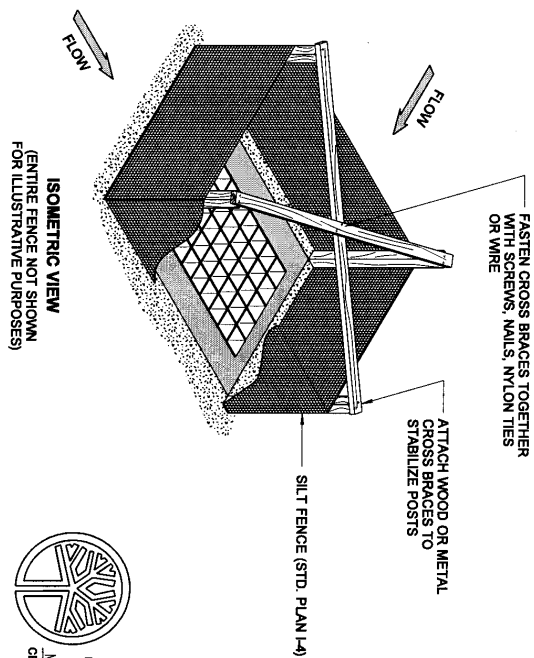 FLOW
FLOW
FASTEN CROSS BRACES TOGETHER
WITH SCREWS, NAILS, NYLON TIES
OR WIRE
ATTACH WOOD OR METAL
CROSS BRACES TO
STABILIZE POSTS
SILT FENCE (STD. PLAN I-4)
ISOMETRIC VIEW
(ENTIRE FENCE NOT SHOWN
FOR ILLUSTRATIVE PURPOSES)